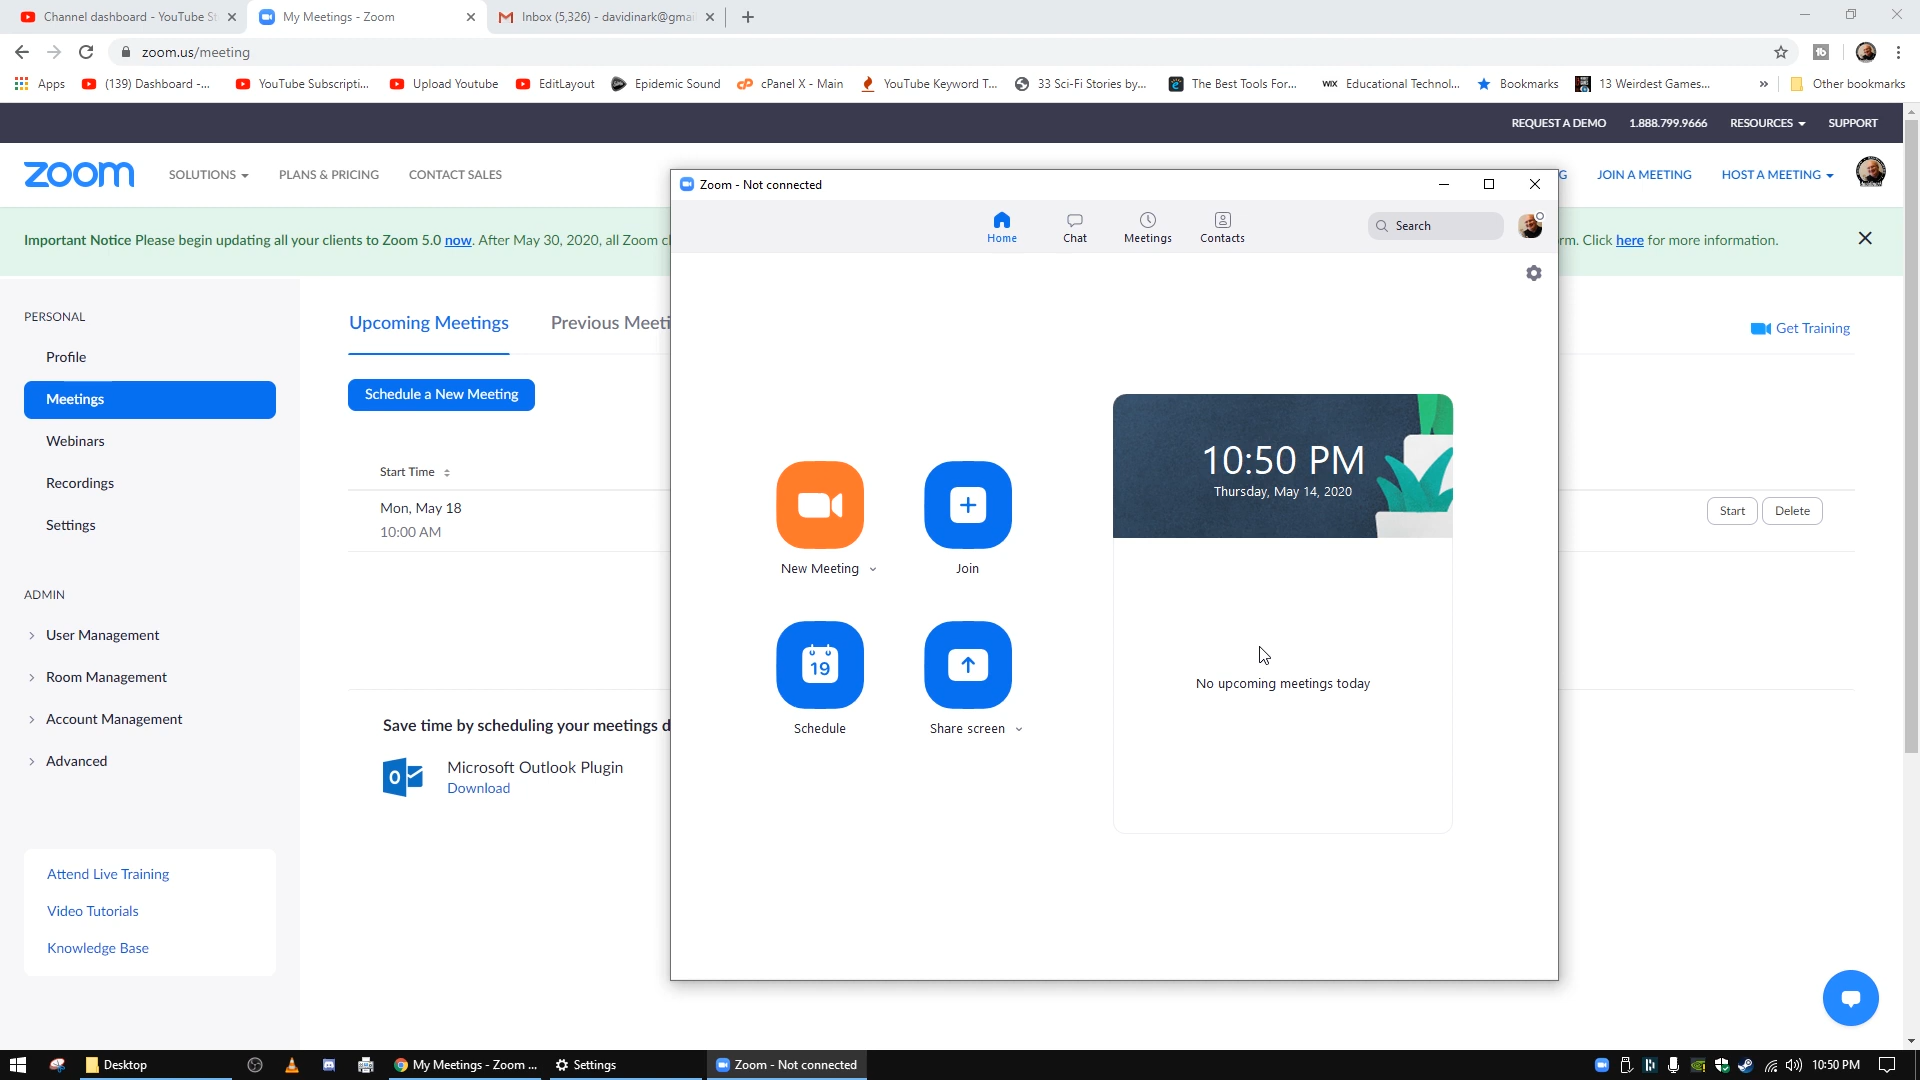 Channel dashboard - YouTube St
My Meetings - Zoom
Inbox (5,326) - davidinark@gmai
zoom.us/meeting
Apps
(139) Dashboard -...
YouTube Subscripti...
Upload Youtube
EditLayout
Epidemic Sound
cPanel X - Main
YouTube Keyword T...
33 Sci-Fi Stories by...
The Best Tools For...
WIX
Educational Technol...
Bookmarks
13 Weirdest Games...
»
Other bookmarks
REQUEST A DEMO
1.888.799.9666
RESOURCES
SUPPORT
zoom
SOLUTIONS
PLANS & PRICING
CONTACT SALES
G
JOIN A MEETING
HOST A MEETING
Important Notice Please begin updating all your clients to Zoom 5.0 now. After May 30, 2020, all Zoom cl
rm. Click here for more information.
PERSONAL
Profile
Meetings
Webinars
Recordings
Settings
ADMIN
User Management
Room Management
Account Management
Advanced
Attend Live Training
Video Tutorials
Knowledge Base
Upcoming Meetings
Previous Meeti
Get Training
Schedule a New Meeting
Start Time
Mon, May 18
10:00 AM
Start
Delete
Save time by scheduling your meetings d
Microsoft Outlook Plugin
Download
Zoom - Not connected
Home
Chat
Meetings
Contacts
Search
New Meeting
Join
19
Schedule
Share screen
10:50 PM
Thursday, May 14, 2020
No upcoming meetings today
Desktop
My Meetings - Zoom ...
Settings
Zoom - Not connected
10:50 PM